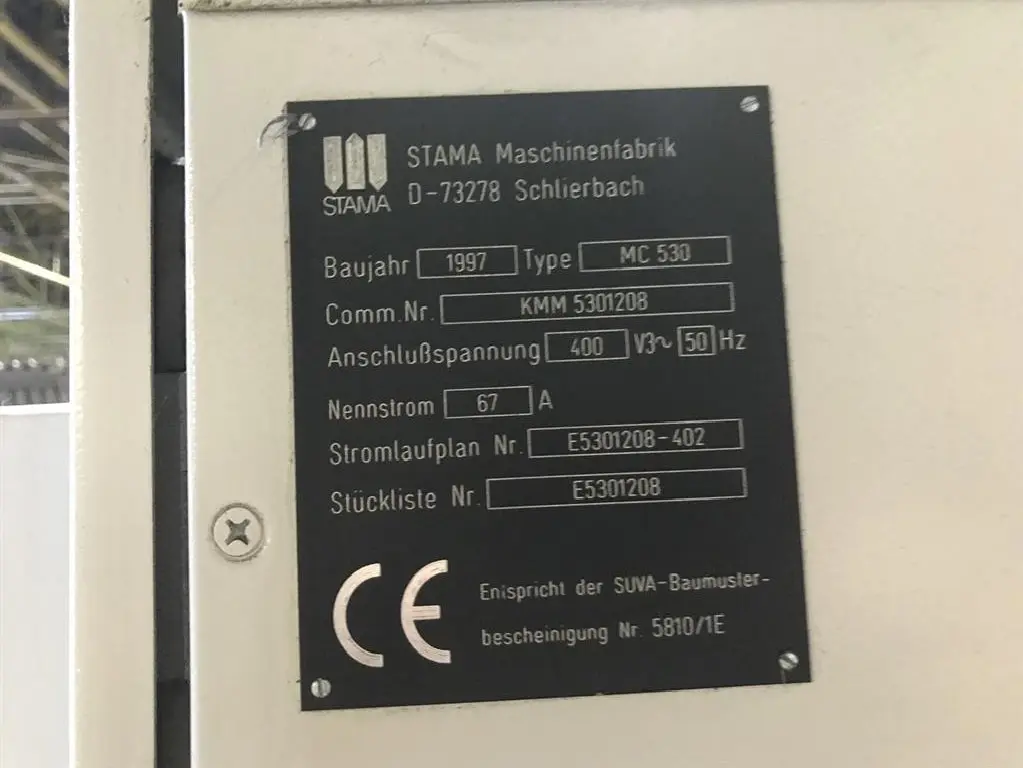 STAMA
STAMA Maschinenfabrik
D-73278 Schlierbach
Baujahr 1997 Type MC 530
Comm.Nr. KMM 5301208
Anschlußspannung 400 V3~ 50 Hz
Nennstrom 67 A
Stromlaufplan Nr. E5301208-402
Stückliste Nr. E5301208
CE
Entspricht der SUVA-Baumuster-
bescheinigung Nr. 5810/1E